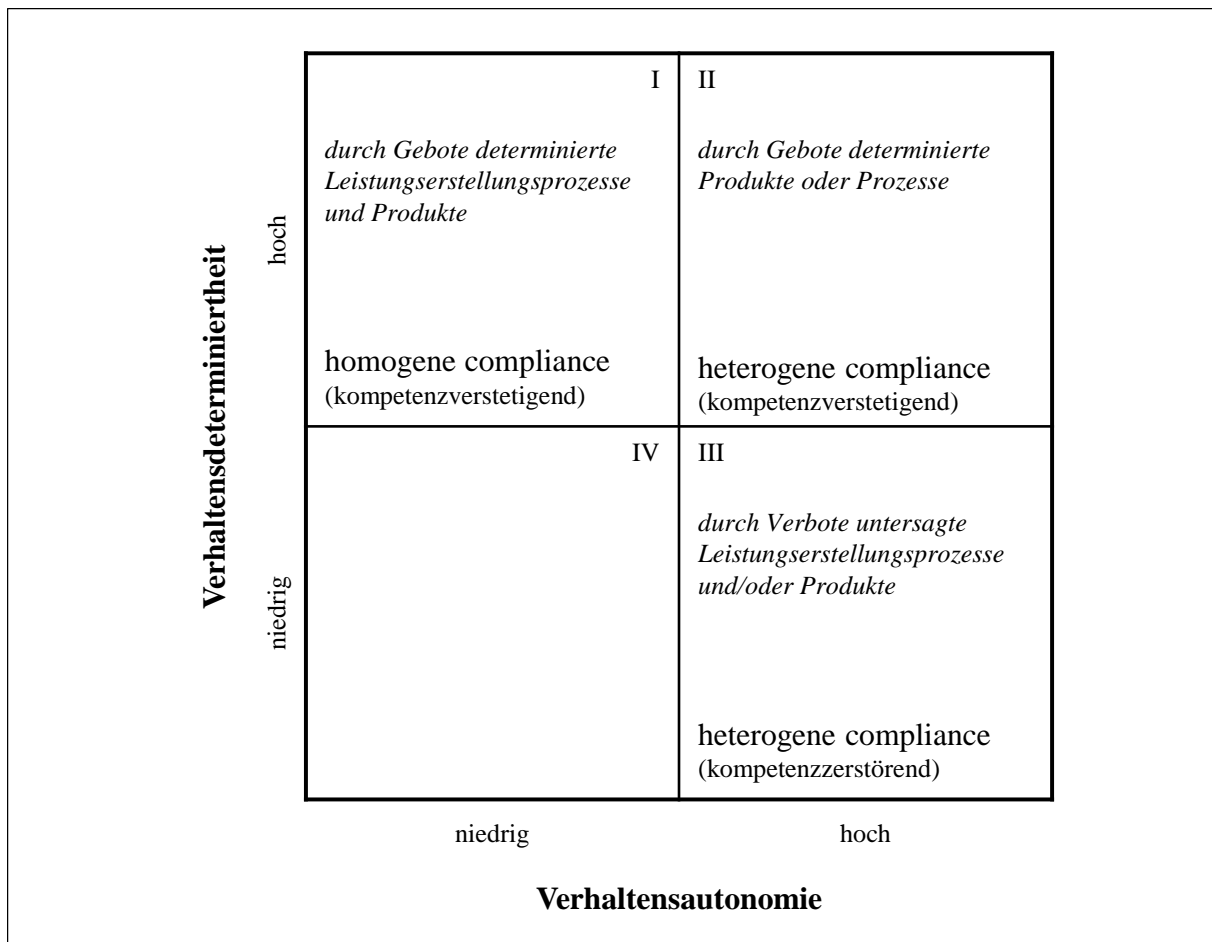 I
durch Gebote determinierte
Leistungserstellungsprozesse
und Produkte
homogene compliance
(kompetenzverstetigend)
II
durch Gebote determinierte
Produkte oder Prozesse
heterogene compliance
(kompetenzverstetigend)
IV
III
durch Verbote untersagte
Leistungserstellungsprozesse
und/oder Produkte
heterogene compliance
(kompetenzzerstörend)
Verhaltensdeterminiertheit
hoch
niedrig
niedrig
hoch
Verhaltensautonomie